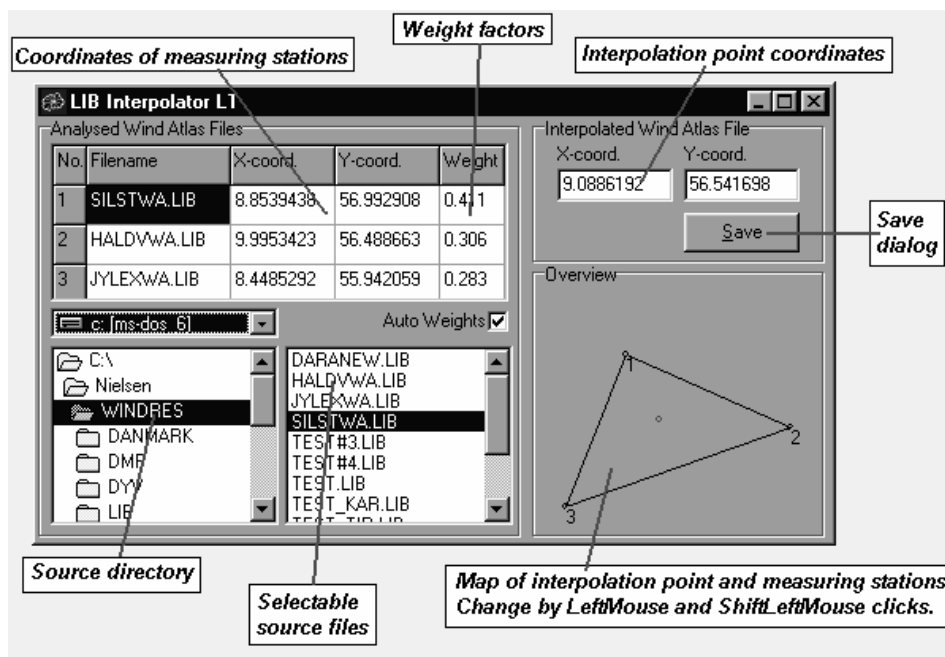 Weight factors
Coordinates of measuring stations
Interpolation point coordinates
LIB Interpolator LT
Analysed Wind Atlas Files
No. Filename X-coord. Y-coord. Weight
1 SILSTWA.LIB 8.8539438 56.992908 0.411
2 HALDVWA.LIB 9.9953423 56.488663 0.306
3 JYLEXWA.LIB 8.4485292 55.942059 0.283
c: [ms-dos 6]
Auto Weights
C:\
Nielsen
WINDRES
DANMARK
DMF
DYV
LIB
DARANEW.LIB
HALDVWA.LIB
JYLEXWA.LIB
SILSTWA.LIB
TEST#3.LIB
TEST#4.LIB
TEST.LIB
TEST_KAR.LIB
Interpolated Wind Atlas File
X-coord. Y-coord.
9.0886192 56.541698
Save
Save
dialog
Overview
1
2
3
Source directory
Selectable
source files
Map of interpolation point and measuring stations
Change by LeftMouse and ShiftLeftMouse clicks.